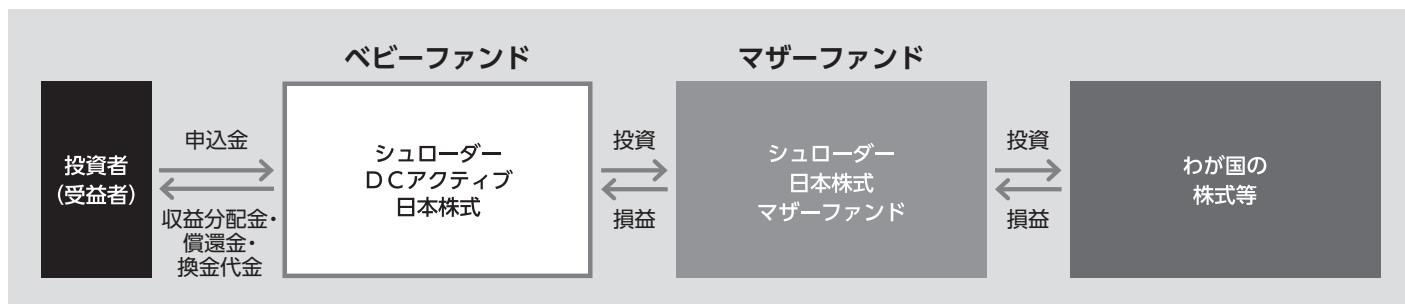 ベビーファンド
マザーファンド
投資者
(受益者)
申込金
収益分配金・
償還金・
換金代金
シュローダー
ＤＣアクティブ
日本株式
投資
損益
シュローダー
日本株式
マザーファンド
投資
損益
わが国の
株式等